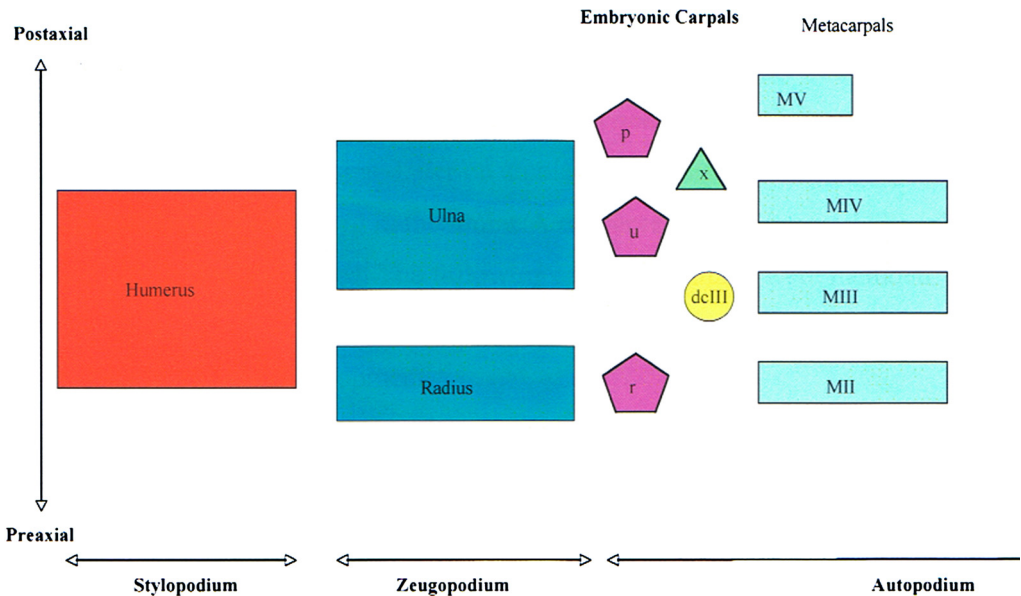 Embryonic Carpals
Metacarpals
Postaxial
MV
p
x
Ulna
MIV
u
Humerus
dcIII
MIII
Radius
r
MII
Preaxial
Stylopodium
Zeugopodium
Autopodium